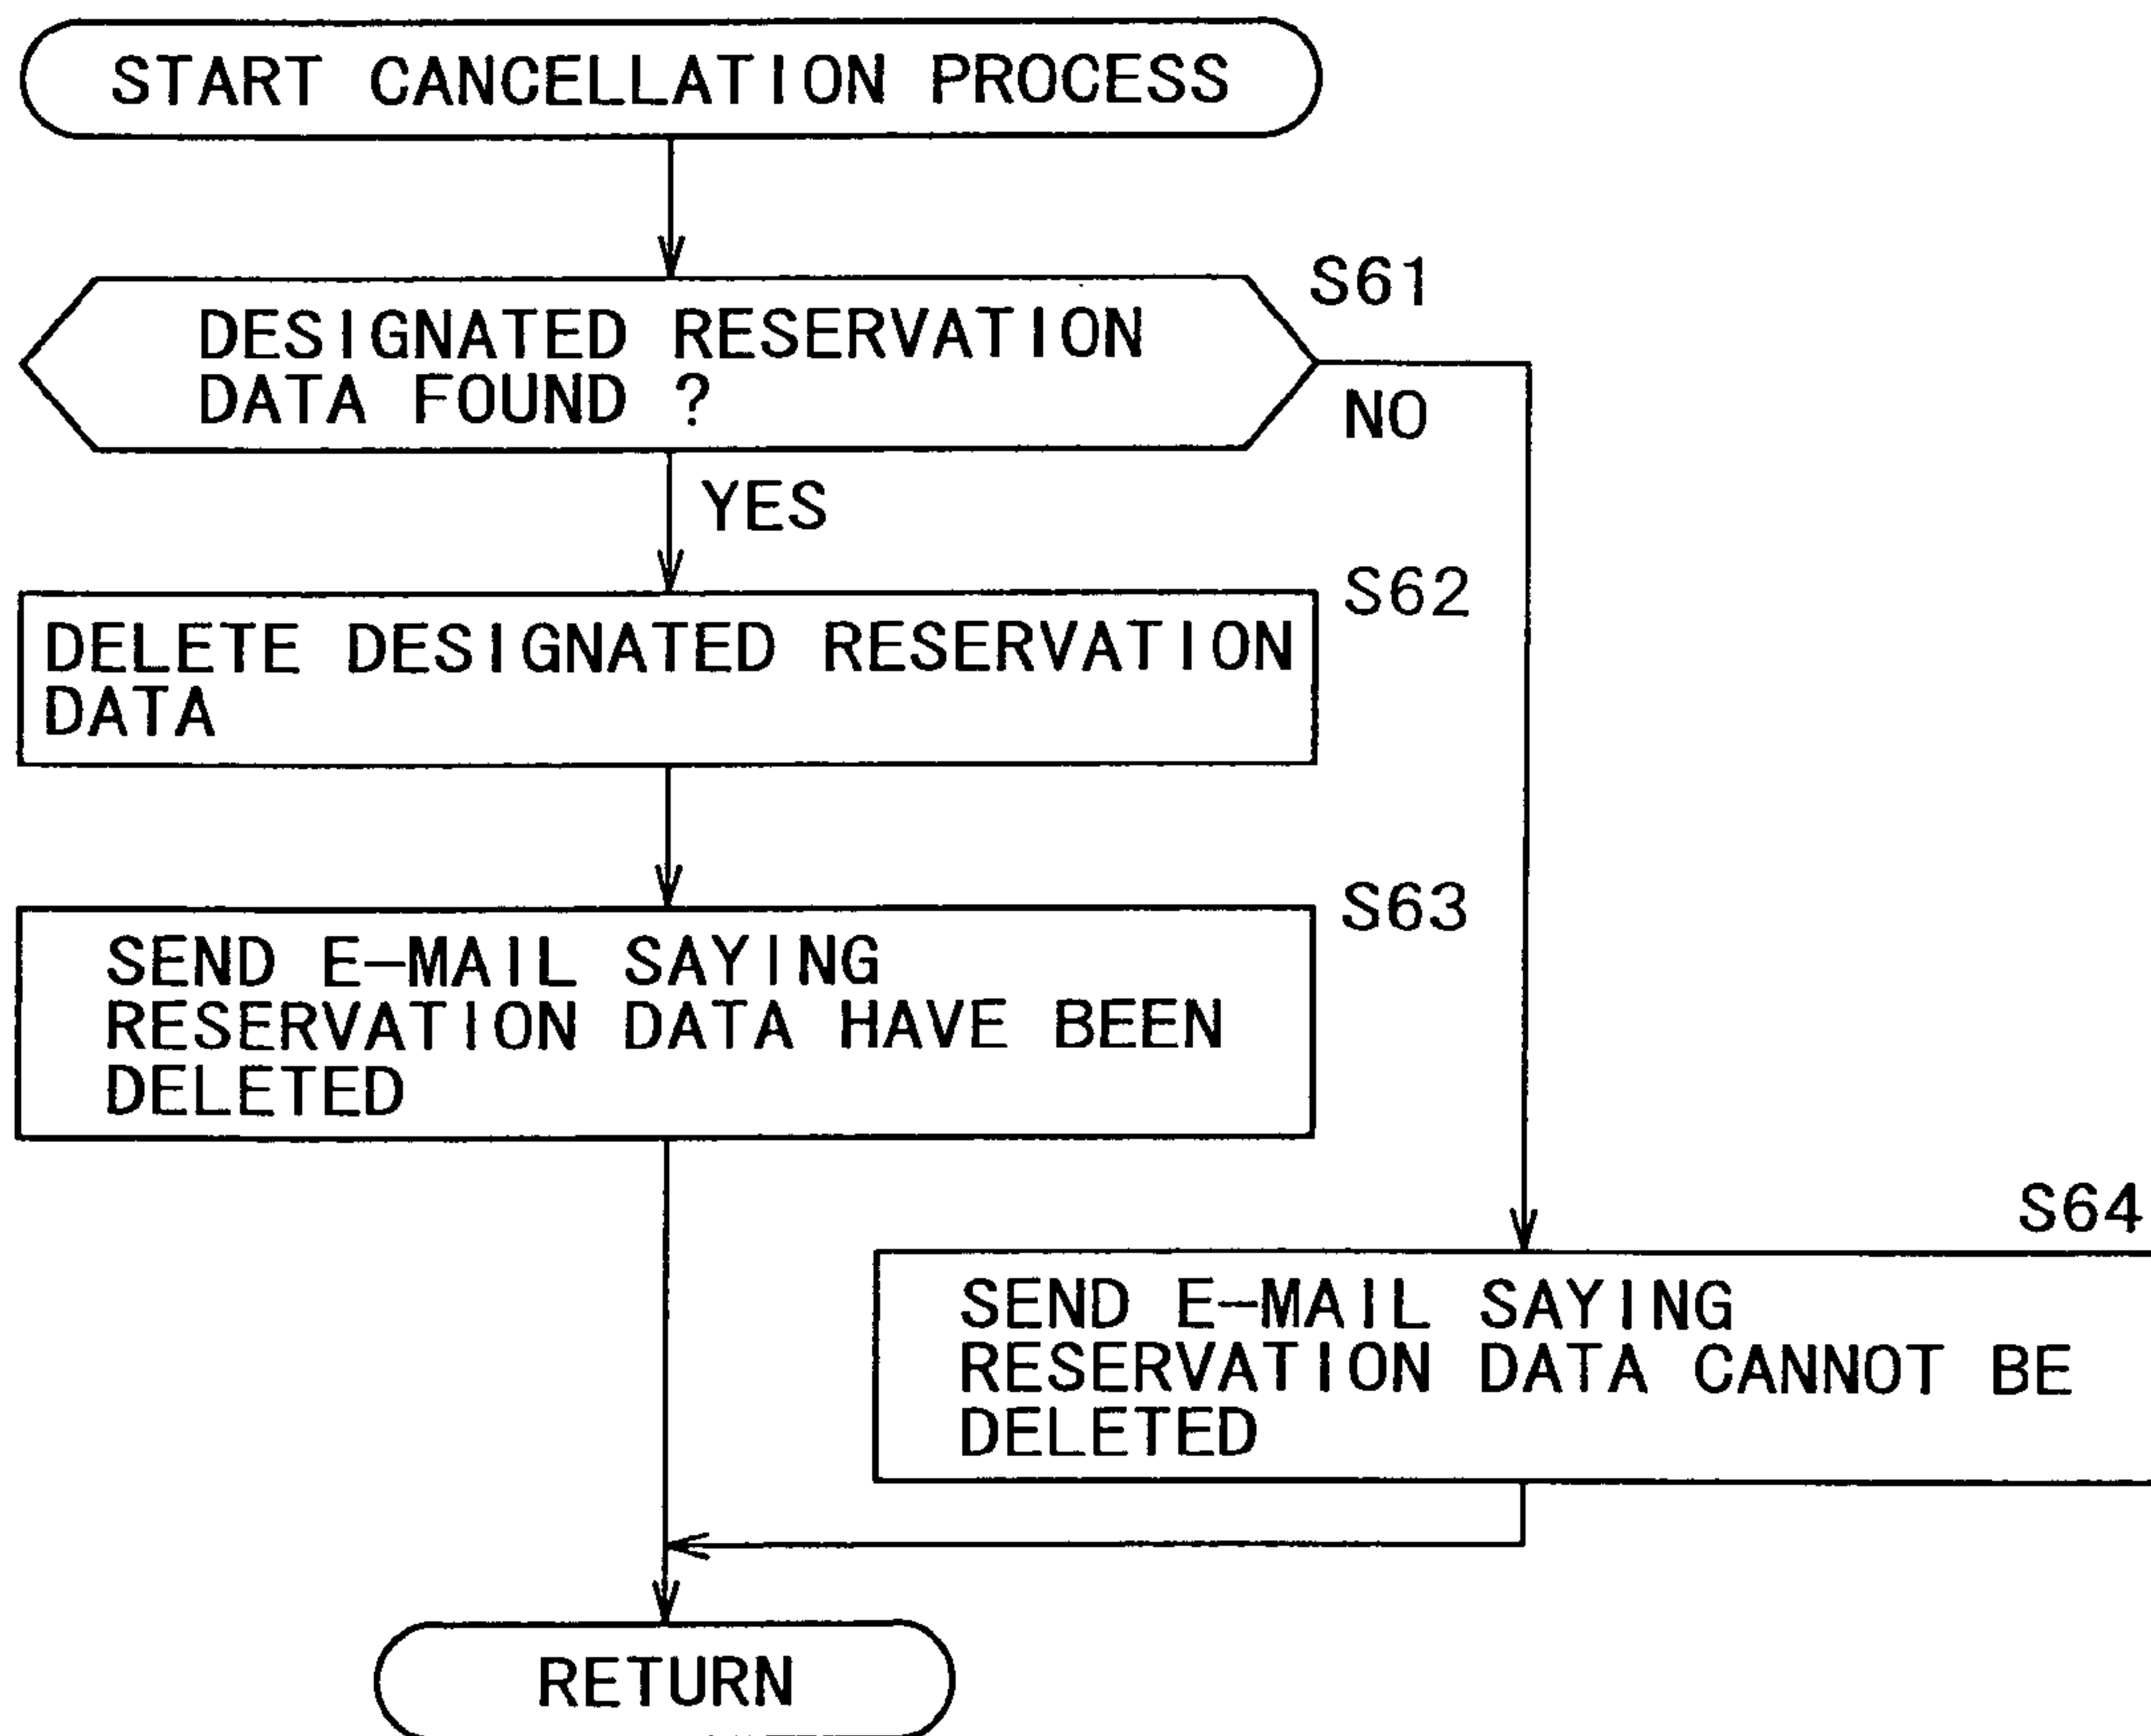 START CANCELLATION PROCESS
S61
DESIGNATED RESERVATION
DATA FOUND ?
NO
YES
S62
DELETE DESIGNATED RESERVATION
DATA
S63
SEND E-MAIL SAYING
RESERVATION DATA HAVE BEEN
DELETED
S64
SEND E-MAIL SAYING
RESERVATION DATA CANNOT BE
DELETED
RETURN